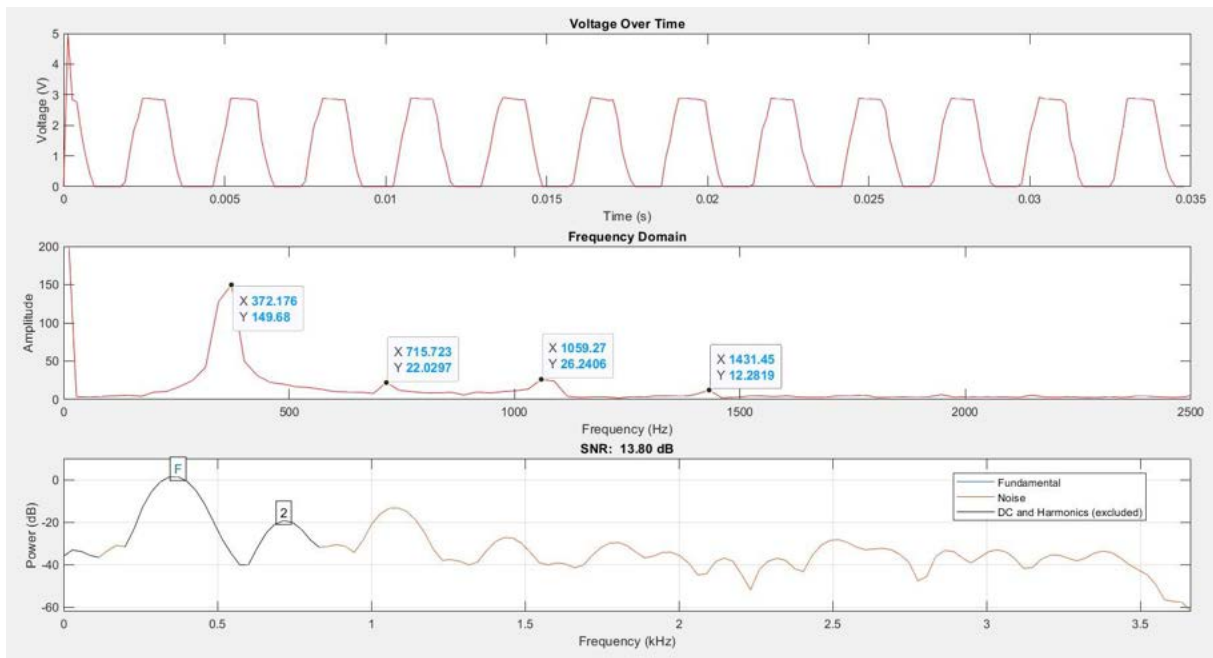 Voltage Over Time
5
4
3
2
1
0
Voltage (V)
0 0.005 0.01 0.015 0.02 0.025 0.03 0.035
Time (s)
Frequency Domain
200
150
100
50
0
Amplitude
X 372.176
Y 149.68
X 715.723
Y 22.0297
X 1059.27
Y 26.2406
X 1431.45
Y 12.2819
0 500 1000 1500 2000 2500
Frequency (Hz)
SNR: 13.80 dB
0
-20
-40
-60
Power (dB)
F
2
Fundamental
Noise
DC and Harmonics (excluded)
0 0.5 1 1.5 2 2.5 3 3.5
Frequency (kHz)